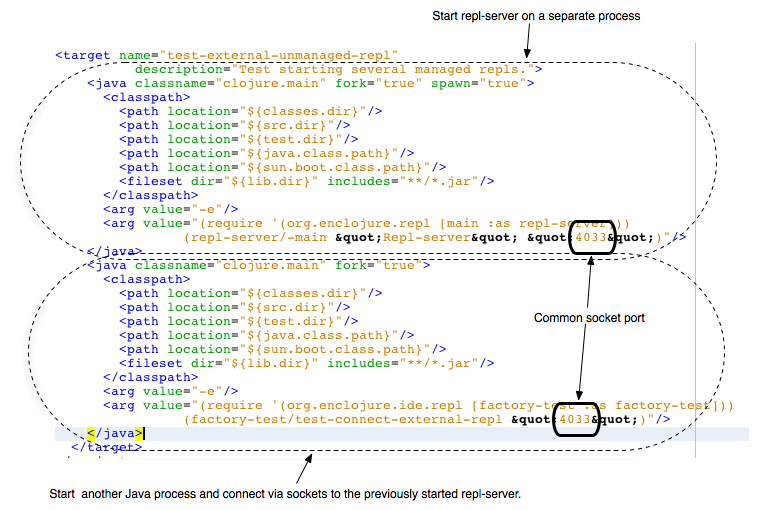 Start repl-server on a separate process
<target name="test-external-unmanaged-repl"
description="Test starting several managed repls.">
<java classname="clojure.main" fork="true" spawn="true">
<classpath>
<path location="${classes.dir}"/>
<path location="${src.dir}"/>
<path location="${test.dir}"/>
<path location="${java.class.path}"/>
<path location="${sun.boot.class.path}"/>
<fileset dir="${lib.dir}" includes="**/*.jar"/>
</classpath>
<arg value="-e"/>
<arg value="(require '(org.enclojure.repl [main :as repl-server]))
(repl-server/-main &quot;Repl-server&quot; &quot;4033&quot;)"/>
</java>
<java classname="clojure.main" fork="true">
<classpath>
<path location="${classes.dir}"/>
<path location="${src.dir}"/>
<path location="${test.dir}"/>
<path location="${java.class.path}"/>
<path location="${sun.boot.class.path}"/>
<fileset dir="${lib.dir}" includes="**/*.jar"/>
</classpath>
<arg value="-e"/>
<arg value="(require '(org.enclojure.ide.repl [factory-test :as factory-test]))
(factory-test/test-connect-external-repl &quot;4033&quot;)"/>
</java>
</target>
Common socket port
Start another Java process and connect via sockets to the previously started repl-server.